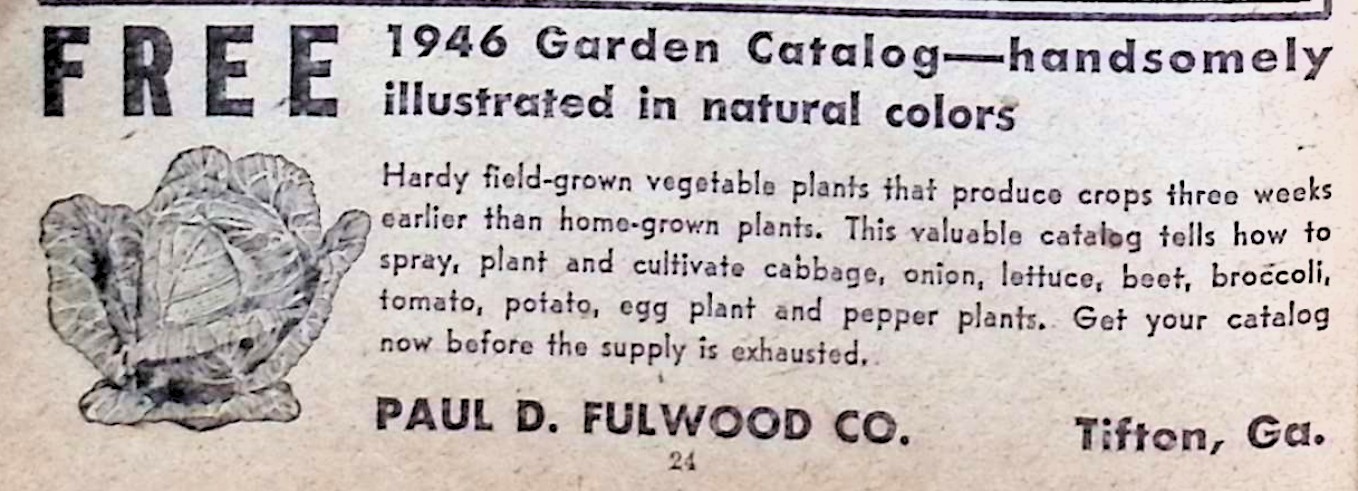 FREE 1946 Garden Catalog—handsomely
illustrated in natural colors
Hardy field-grown vegetable plants that produce crops three weeks
earlier than home-grown plants. This valuable catalog tells how to
spray, plant and cultivate cabbage, onion, lettuce, beet, broccoli,
tomato, potato, egg plant and pepper plants. Get your catalog
now before the supply is exhausted.
PAUL D. FULWOOD CO. Tifton, Ga.
24